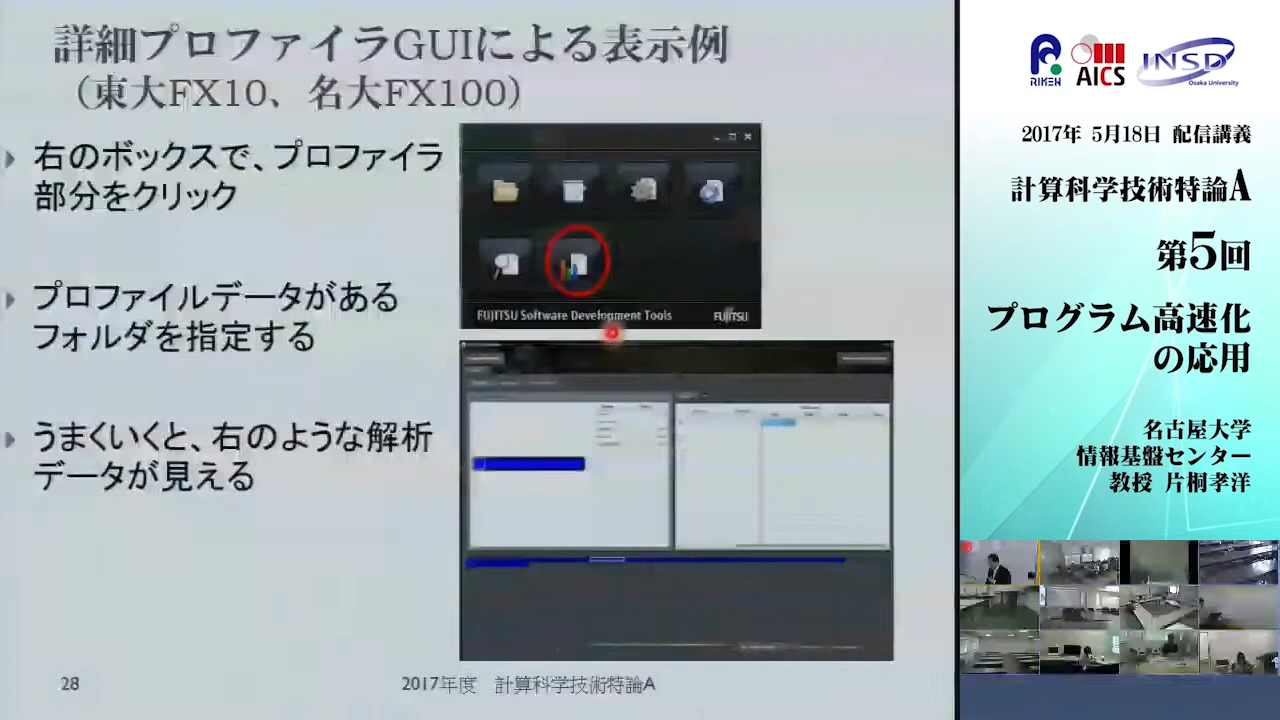 詳細プロファイラGUIによる表示例
（東大FX10、名大FX100）
右のボックスで、プロファイラ
部分をクリック
プロファイルデータがある
フォルダを指定する
うまくいくと、右のような解析
データが見える
FUJITSU Software Development Tools
FUJITSU
28
2017年度 計算科学技術特論A
RIKEN
AICS
INSD
Osaka University
2017年 5月18日 配信講義
計算科学技術特論A
第5回
プログラム高速化
の応用
名古屋大学
情報基盤センター
教授 片桐孝洋